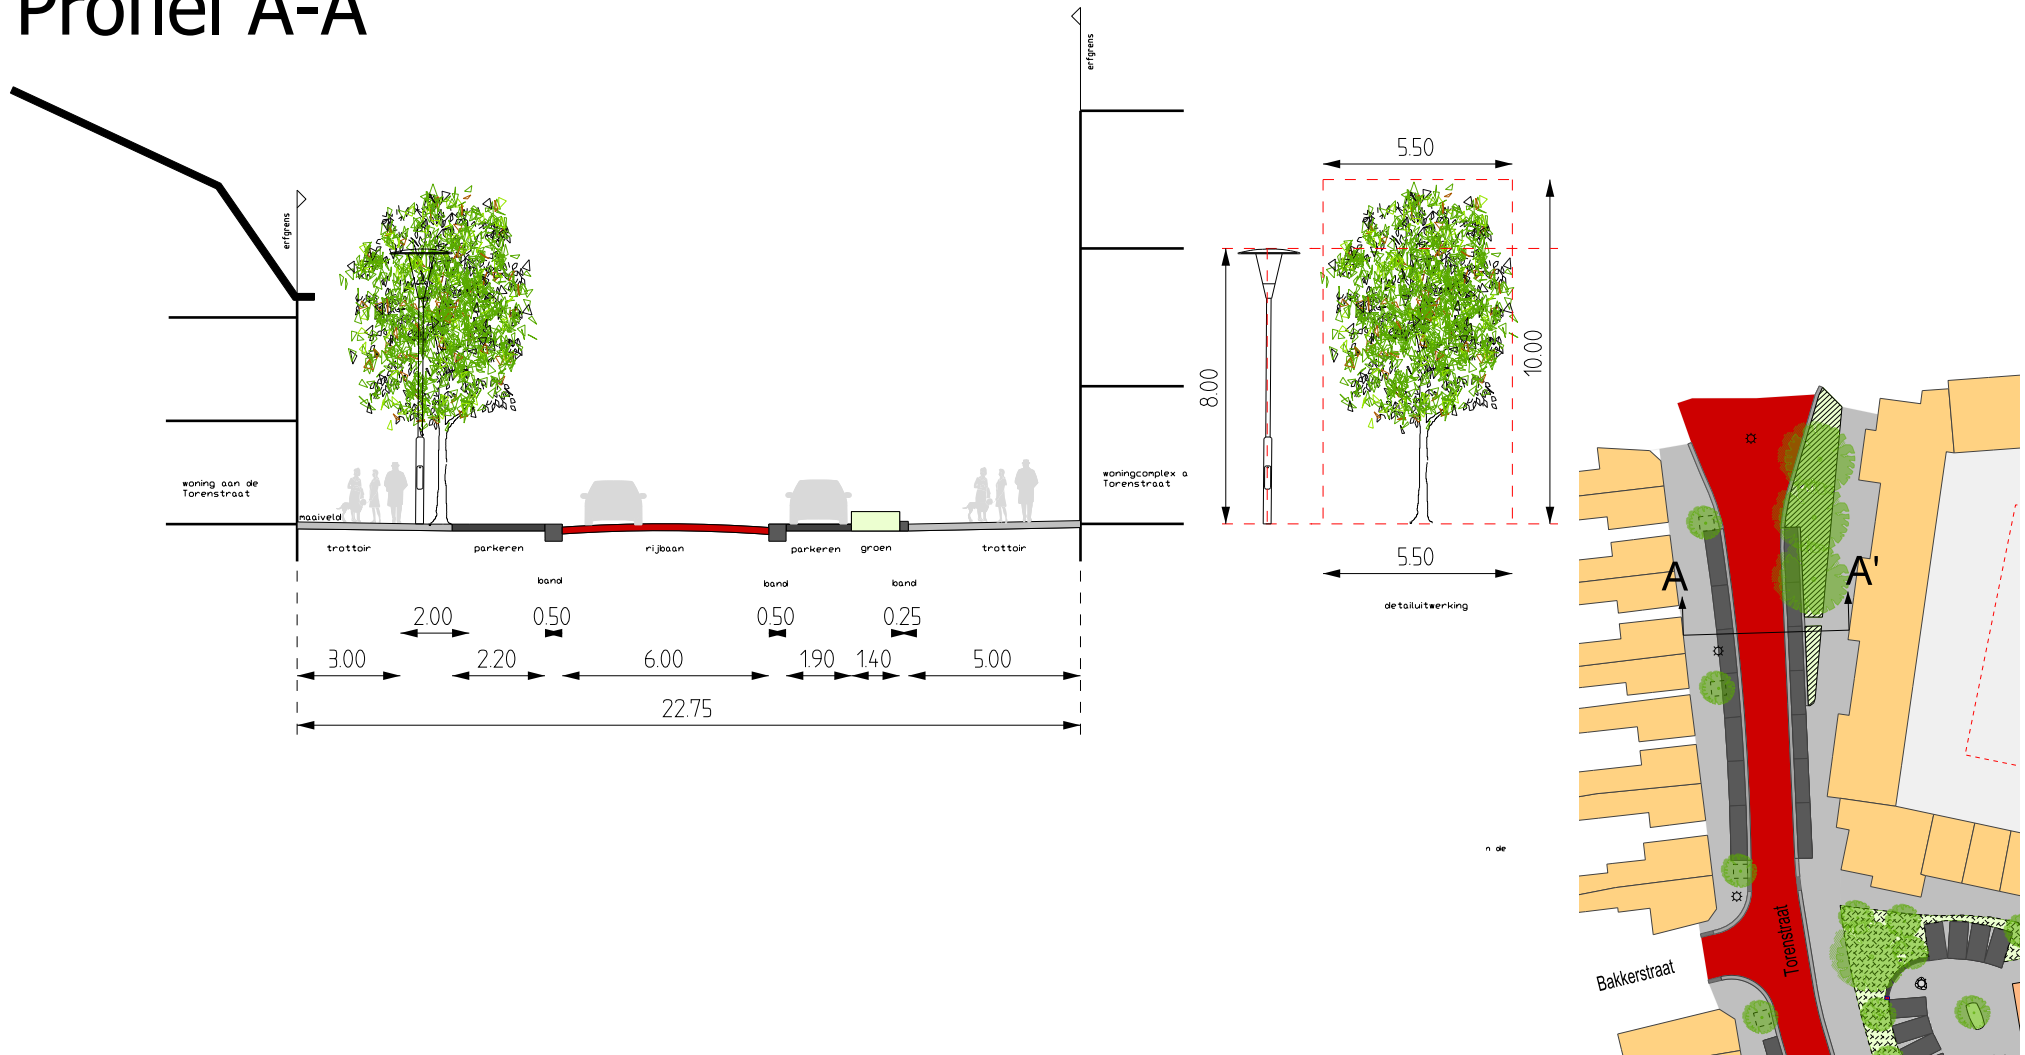 Profiel A-A
erfgrens
erfgrens
5.50
8.00
10.00
woning aan de
Torenstraat
woningcomplex a
Torenstraat
maaiveld
trottoir
parkeren
rijbaan
parkeren
groen
trottoir
band
band
band
5.50
detailuitwerking
2.00
0.50
0.50
0.25
3.00
2.20
6.00
1.90
1.40
5.00
22.75
A
A'
n de
Torenstraat
Bakkerstraat